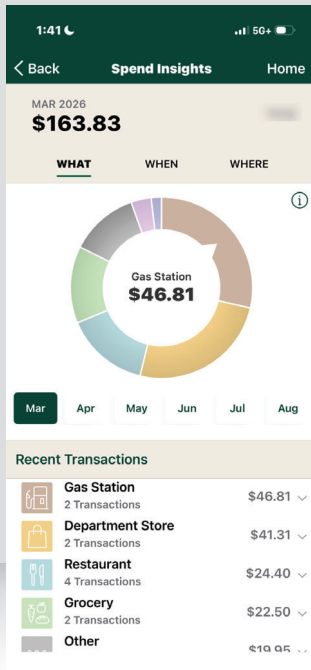 1:41 5G+
Back Spend Insights Home
MAR 2026
$163.83
WHAT WHEN WHERE
Gas Station
$46.81
Mar Apr May Jun Jul Aug
Recent Transactions
Gas Station
2 Transactions
$46.81
Department Store
2 Transactions
$41.31
Restaurant
4 Transactions
$24.40
Grocery
2 Transactions
$22.50
Other
$19.95